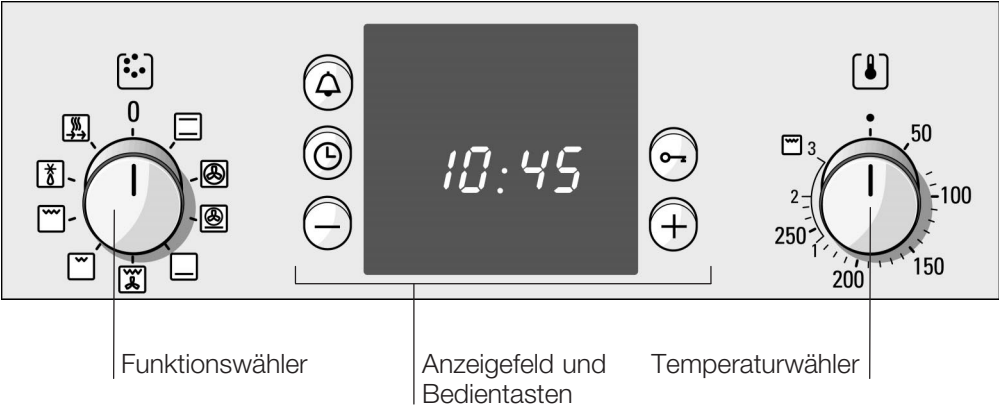 0
10:45
3
2
1
50
100
150
200
250
Funktionswähler
Anzeigefeld und
Bedientasten
Temperaturwähler